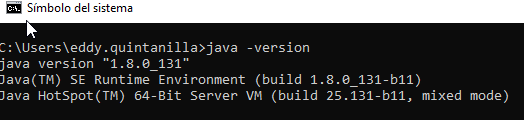 Símbolo del sistema
C:\Users\eddy.quintanilla>java -version
java version "1.8.0_131"
Java(TM) SE Runtime Environment (build 1.8.0_131-b11)
Java HotSpot(TM) 64-Bit Server VM (build 25.131-b11, mixed mode)